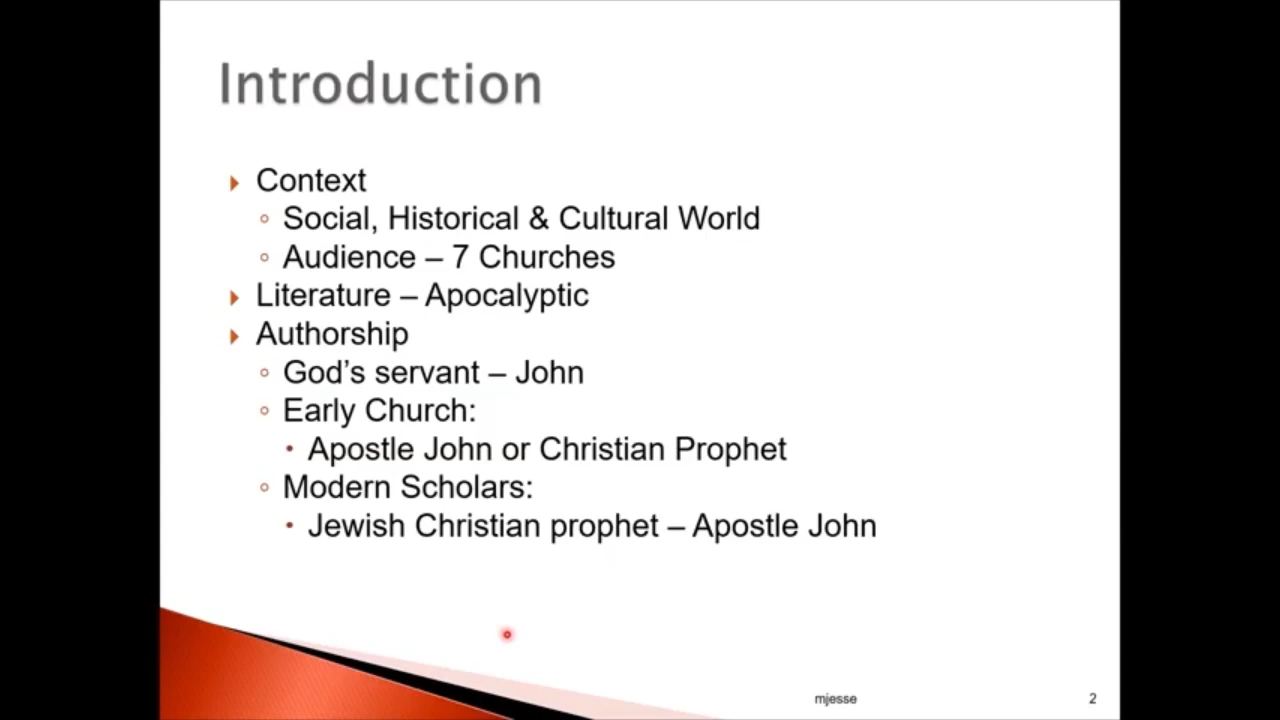 Introduction
Context
Social, Historical & Cultural World
Audience – 7 Churches
Literature – Apocalyptic
Authorship
God’s servant – John
Early Church:
Apostle John or Christian Prophet
Modern Scholars:
Jewish Christian prophet – Apostle John
mjesse
2